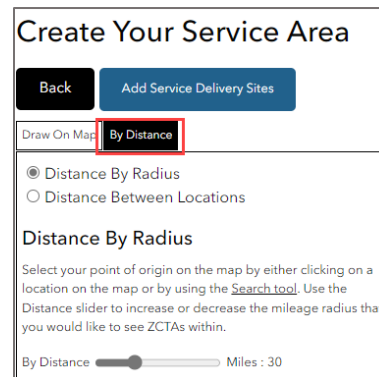 Create Your Service Area
Back Add Service Delivery Sites
Draw On Map By Distance
Distance By Radius
Distance Between Locations
Distance By Radius
Select your point of origin on the map by either clicking on a
location on the map or by using the Search tool. Use the
Distance slider to increase or decrease the mileage radius tha
you would like to see ZCTAs within.
By Distance Miles : 30